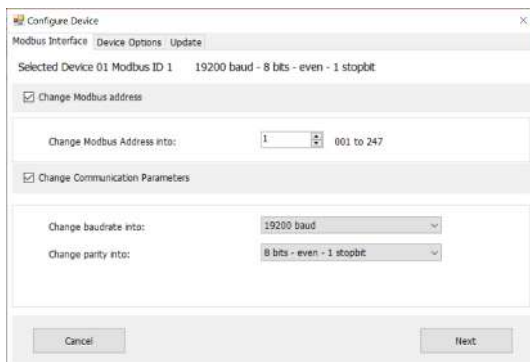 Configure Device
Modbus Interface Device Options Update
Selected Device 01 Modbus ID 1 19200 baud - 8 bits - even - 1 stopbit
Change Modbus address
Change Modbus Address into: 1 001 to 247
Change Communication Parameters
Change baudrate into: 19200 baud
Change parity into: 8 bits - even - 1 stopbit
Cancel Next